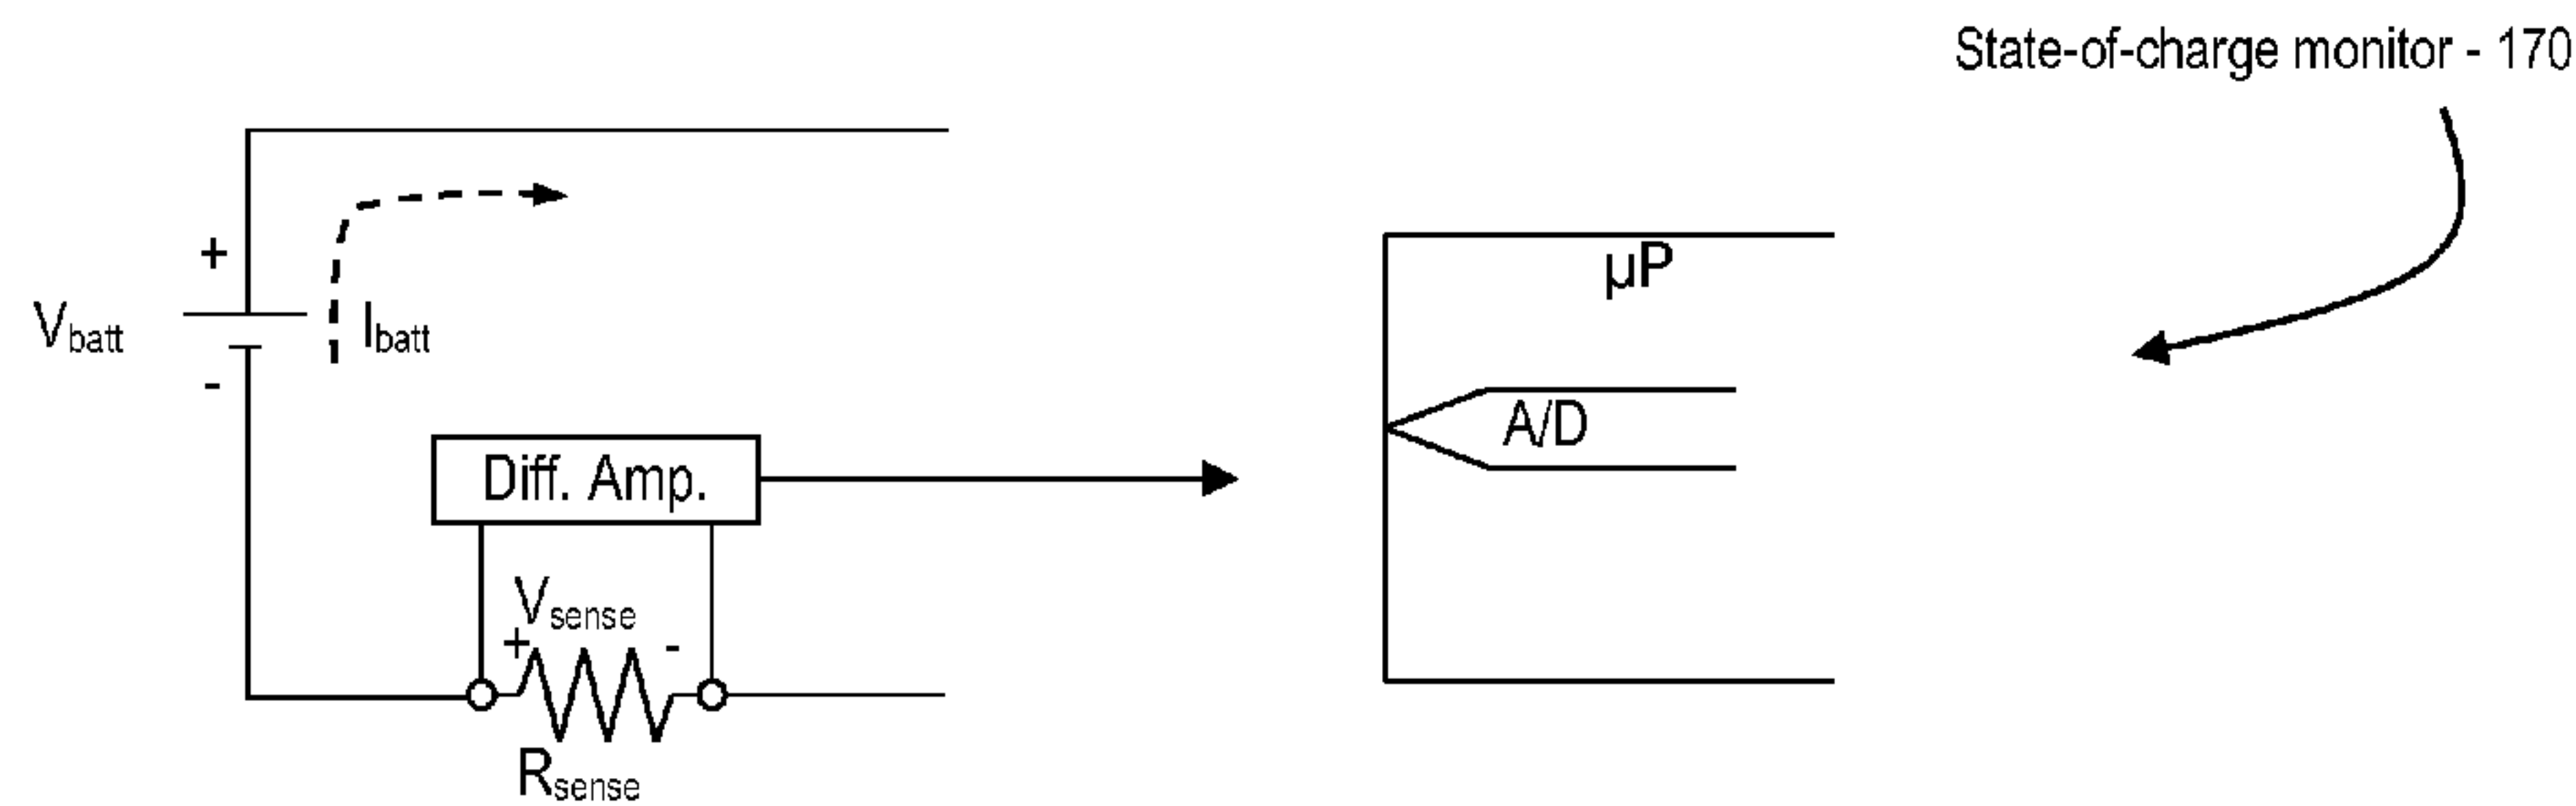 State-of-charge monitor - 170
+
µP
Vbatt
Ibatt
-
A/D
Diff. Amp.
Vsense
+ -
Rsense